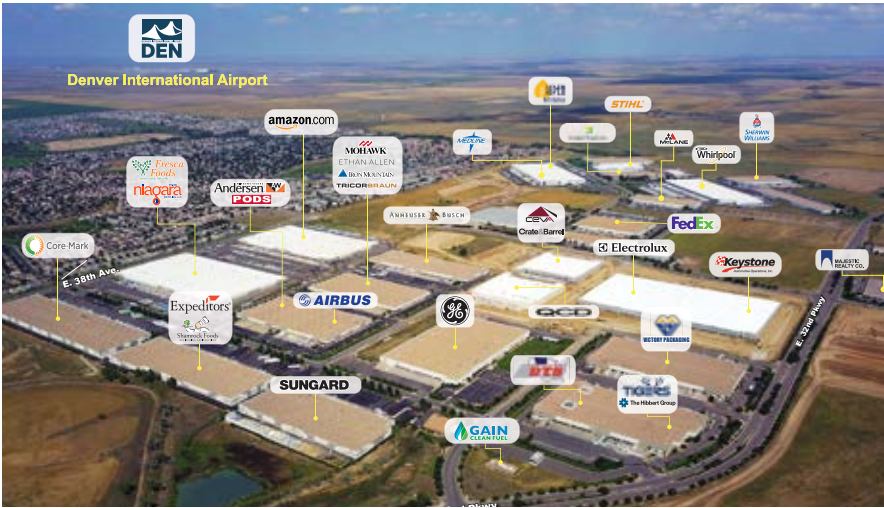 DEN
Denver International Airport
STIHL
amazon.com
MEDLINE
McLANE
Whirlpool
SHERWIN
WILLIAMS
MOHAWK
ETHAN ALLEN
IRON MOUNTAIN
TRICORBRAUN
Fresca
Foods
niagara
Andersen
PODS
ANHEUSER BUSCH
CEVA
Crate&Barrel
FedEx
Electrolux
Keystone
MAJESTIC
REALTY CO.
Core-Mark
E. 38th Ave.
Expeditors
Shamrock Foods
AIRBUS
QCD
VICTORY PACKAGING
E. 32nd Pkwy
SUNGARD
The Hibbert Group
GAIN
CLEAN FUEL
Pkwy